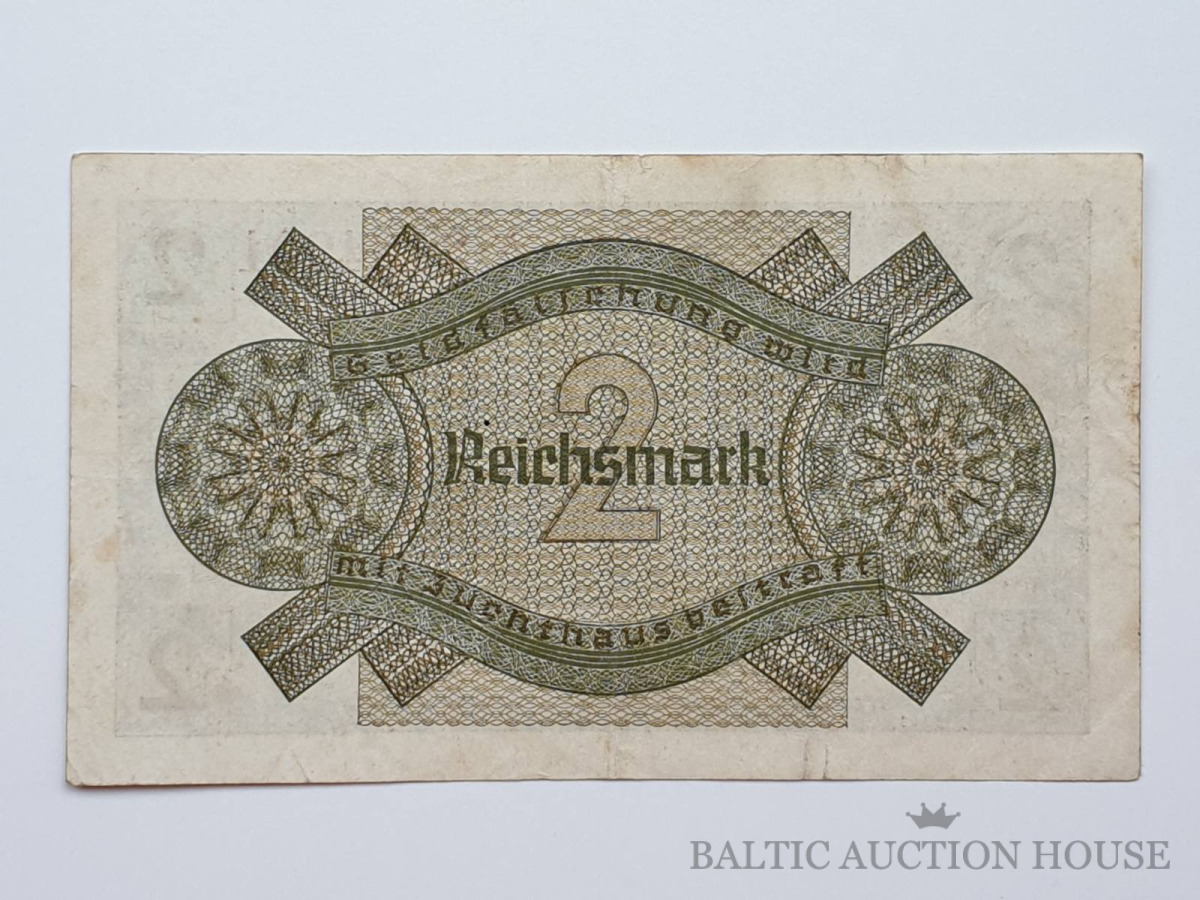 Geldfälschung wird
2
Reichsmark
mit Zuchthaus bestraft
BALTIC AUCTION HOUSE